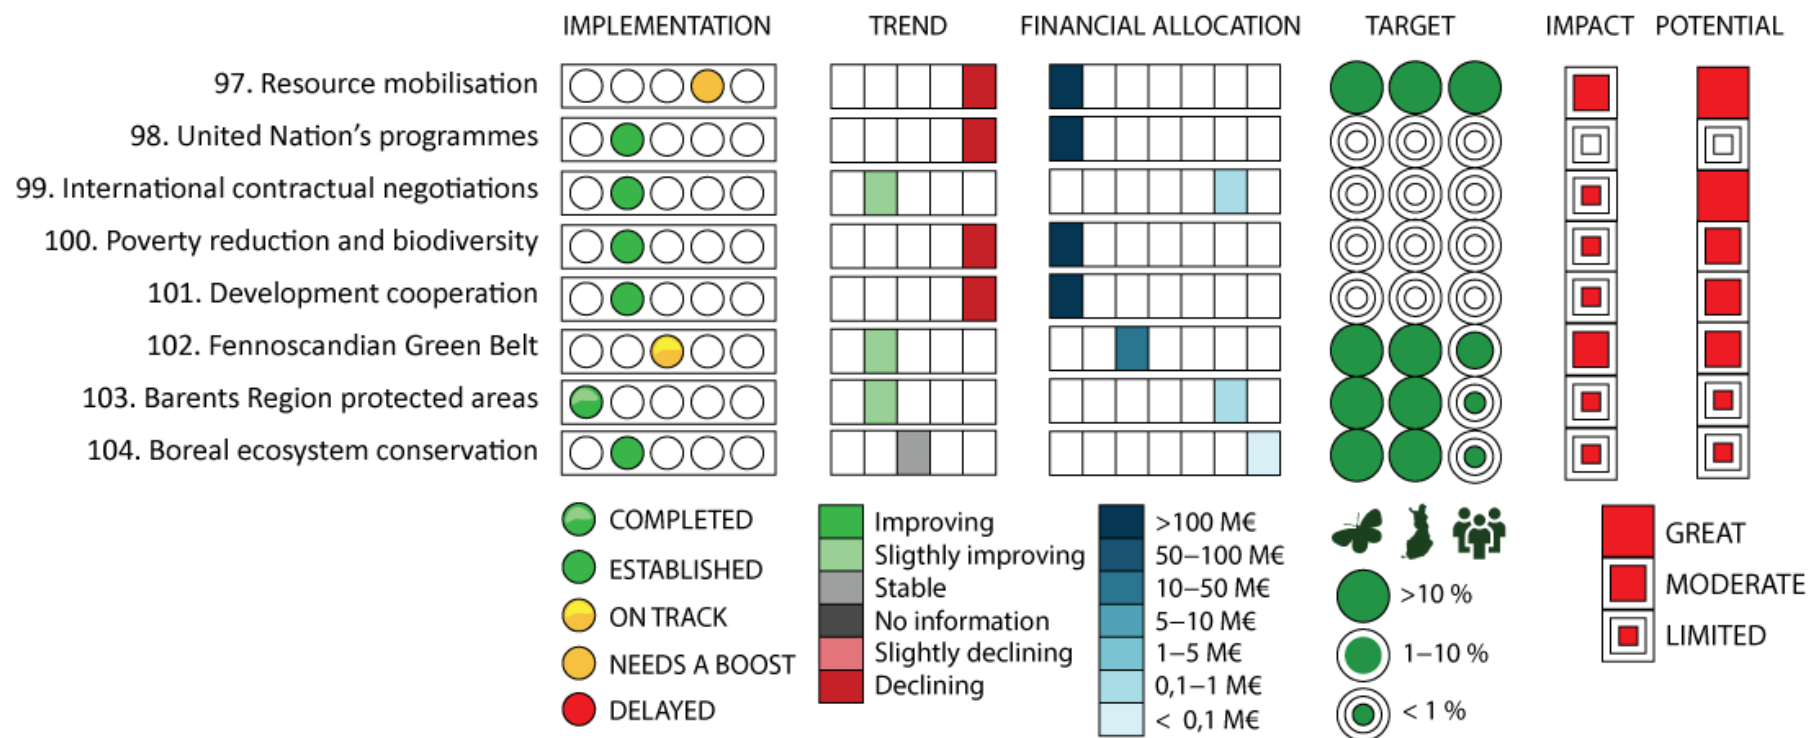 IMPLEMENTATION TREND FINANCIAL ALLOCATION TARGET IMPACT POTENTIAL
97. Resource mobilisation
98. United Nation's programmes
99. International contractual negotiations
100. Poverty reduction and biodiversity
101. Development cooperation
102. Fennoscandian Green Belt
103. Barents Region protected areas
104. Boreal ecosystem conservation
COMPLETED
ESTABLISHED
ON TRACK
NEEDS A BOOST
DELAYED
Improving
Sligthly improving
Stable
No information
Slightly declining
Declining
>100 M€
50–100 M€
10–50 M€
5–10 M€
1–5 M€
0,1–1 M€
< 0,1 M€
>10 %
1–10 %
< 1 %
GREAT
MODERATE
LIMITED